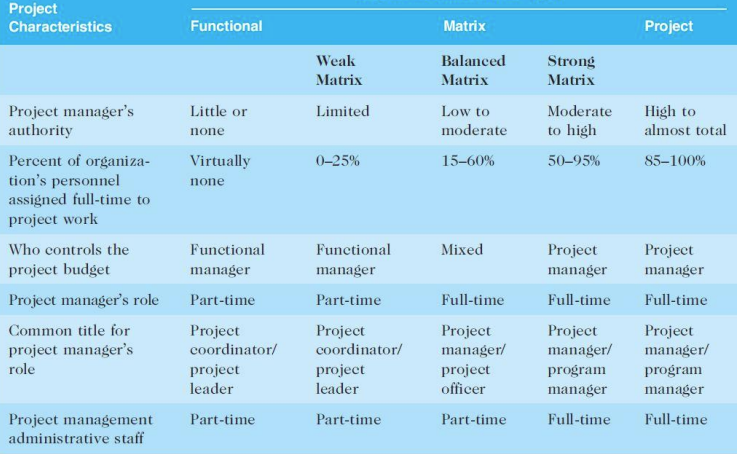 Project
Characteristics
Functional
Matrix
Project
Weak
Matrix
Balanced
Matrix
Strong
Matrix
Project manager's
authority
Little or
none
Limited
Low to
moderate
Moderate
to high
High to
almost total
Percent of organiza-
tion's personnel
assigned full-time to
project work
Virtually
none
0–25%
15–60%
50–95%
85–100%
Who controls the
project budget
Functional
manager
Functional
manager
Mixed
Project
manager
Project
manager
Project manager's role
Part-time
Part-time
Full-time
Full-time
Full-time
Common title for
project manager's
role
Project
coordinator/
project
leader
Project
coordinator/
project
leader
Project
manager/
project
officer
Project
manager/
program
manager
Project
manager/
program
manager
Project management
administrative staff
Part-time
Part-time
Part-time
Full-time
Full-time